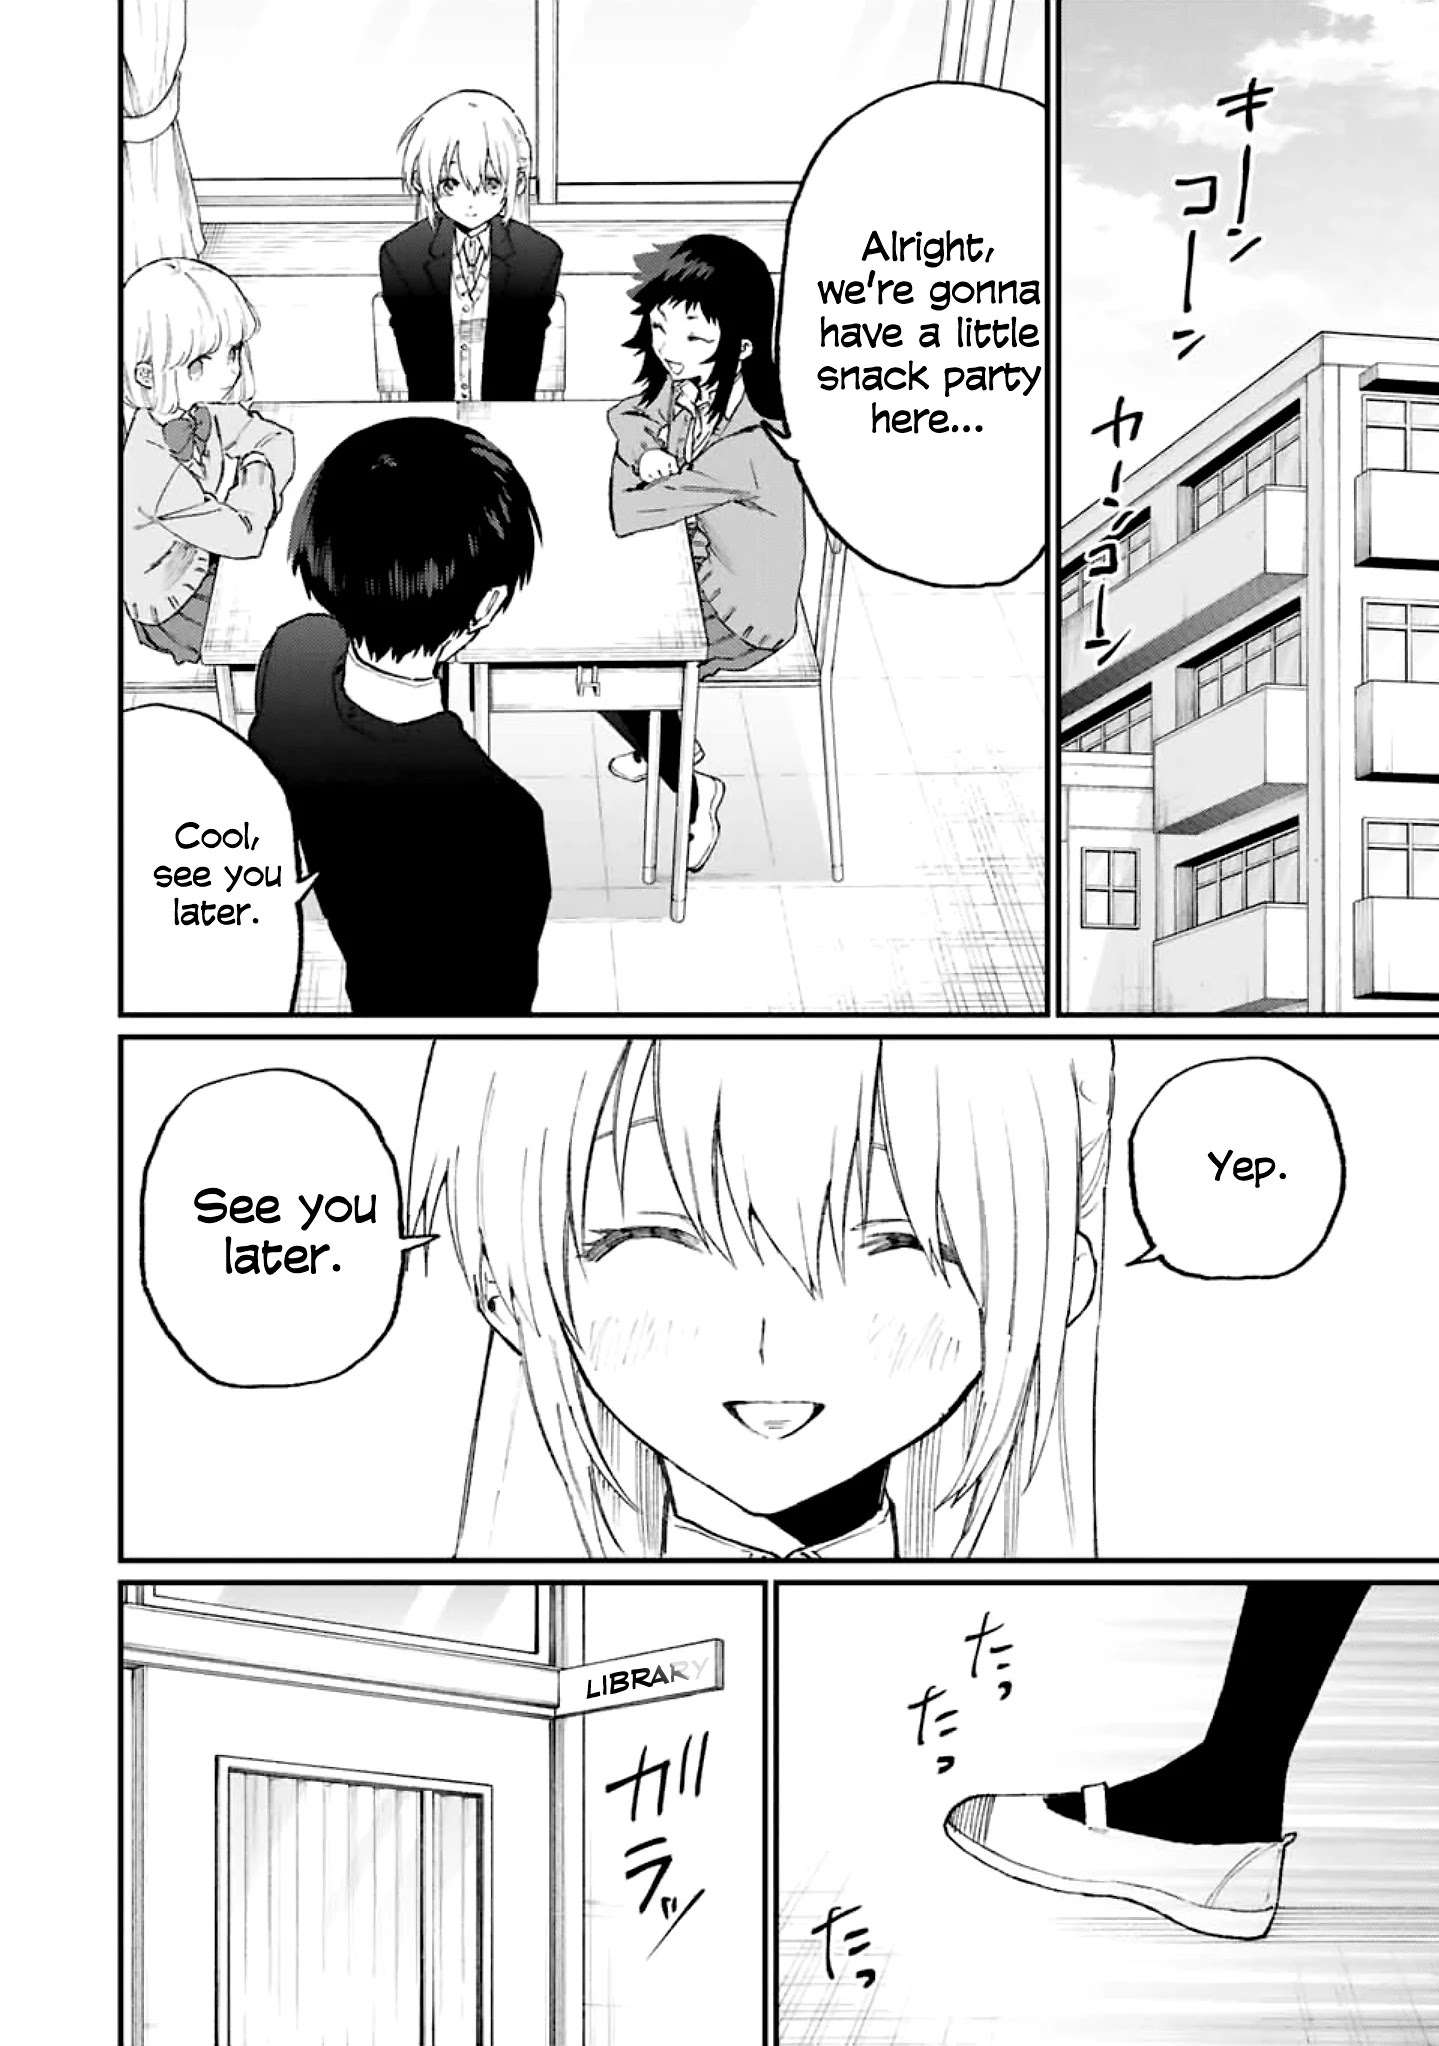 キーン
コーン
カーン
コーン
Alright,
we're gonna
have a little
snack party
here...
Cool,
see you
later.
Yep.
See you
later.
たっ
たっ
たっ
LIBRARY
ガラッ